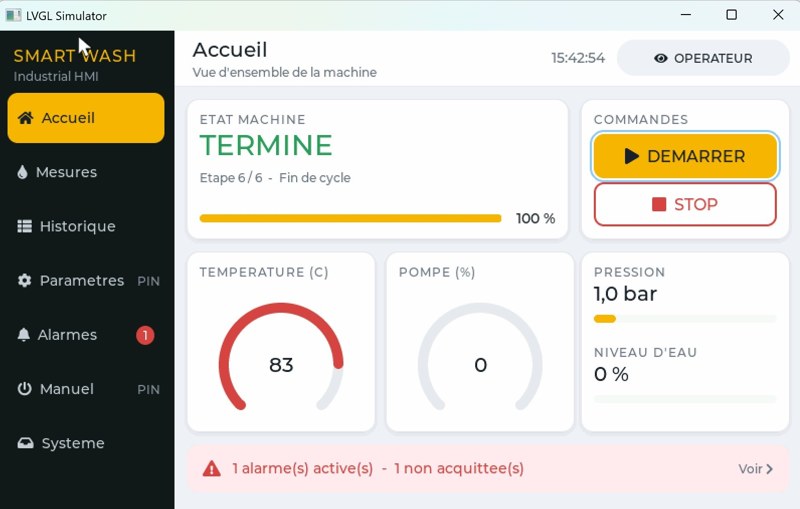 LVGL Simulator
SMART WASH
Industrial HMI
Accueil
Mesures
Historique
Parametres PIN
Alarmes 1
Manuel PIN
Systeme
Accueil
Vue d'ensemble de la machine
15:42:54
OPERATEUR
ETAT MACHINE
TERMINE
Etape 6 / 6 - Fin de cycle
100 %
COMMANDES
DEMARRER
STOP
TEMPERATURE (C)
83
POMPE (%)
0
PRESSION
1,0 bar
NIVEAU D'EAU
0 %
1 alarme(s) active(s) - 1 non acquittee(s)
Voir